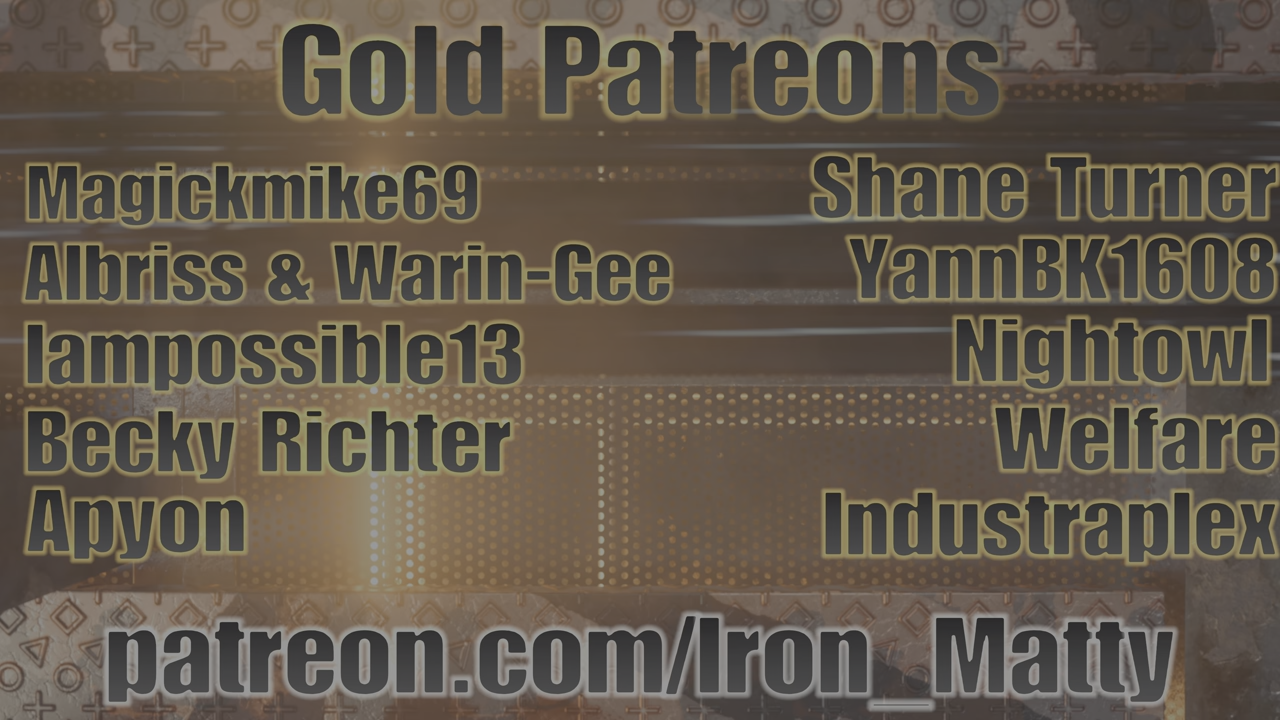 Gold Patreons
Magickmike69
Albriss & Warin-Gee
Iampossible13
Becky Richter
Apyon
Shane Turner
YannBK1608
Nightowl
Welfare
Industraplex
patreon.com/Iron_Matty